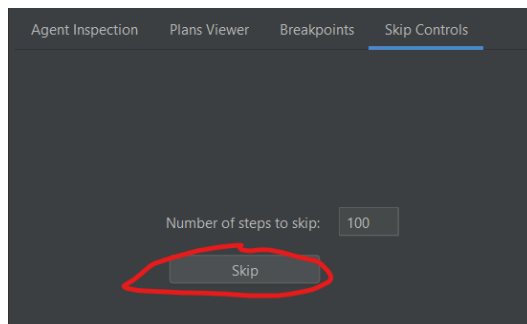 Agent Inspection Plans Viewer Breakpoints Skip Controls
Number of steps to skip: 100
Skip